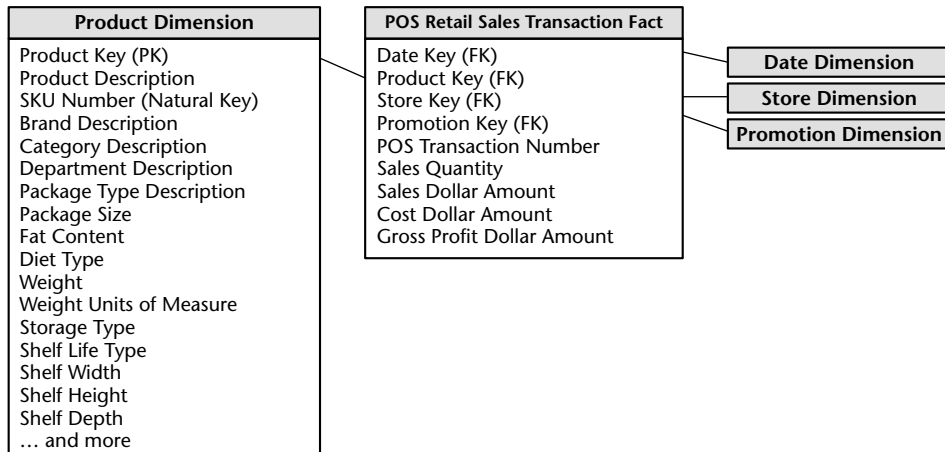 Product Dimension
Product Key (PK)
Product Description
SKU Number (Natural Key)
Brand Description
Category Description
Department Description
Package Type Description
Package Size
Fat Content
Diet Type
Weight
Weight Units of Measure
Storage Type
Shelf Life Type
Shelf Width
Shelf Height
Shelf Depth
… and more
POS Retail Sales Transaction Fact
Date Key (FK)
Product Key (FK)
Store Key (FK)
Promotion Key (FK)
POS Transaction Number
Sales Quantity
Sales Dollar Amount
Cost Dollar Amount
Gross Profit Dollar Amount
Date Dimension
Store Dimension
Promotion Dimension